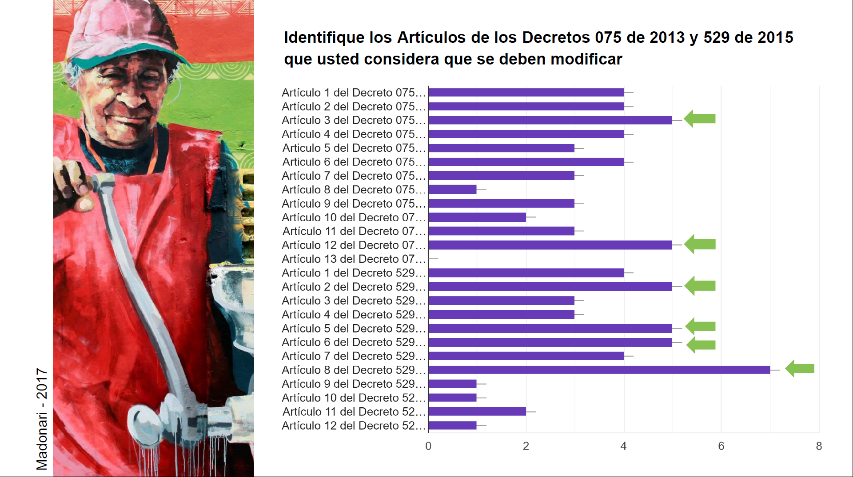 Identifique los Artículos de los Decretos 075 de 2013 y 529 de 2015
que usted considera que se deben modificar
Artículo 1 del Decreto 075...
Artículo 2 del Decreto 075...
Artículo 3 del Decreto 075...
Artículo 4 del Decreto 075...
Artículo 5 del Decreto 075...
Artículo 6 del Decreto 075...
Artículo 7 del Decreto 075...
Artículo 8 del Decreto 075...
Artículo 9 del Decreto 075...
Artículo 10 del Decreto 07...
Artículo 11 del Decreto 07...
Artículo 12 del Decreto 07...
Artículo 13 del Decreto 07...
Artículo 1 del Decreto 529...
Artículo 2 del Decreto 529...
Artículo 3 del Decreto 529...
Artículo 4 del Decreto 529...
Artículo 5 del Decreto 529...
Artículo 6 del Decreto 529...
Artículo 7 del Decreto 529...
Artículo 8 del Decreto 529...
Artículo 9 del Decreto 529...
Artículo 10 del Decreto 52...
Artículo 11 del Decreto 52...
Artículo 12 del Decreto 52...
0 2 4 6 8
Madonari - 2017